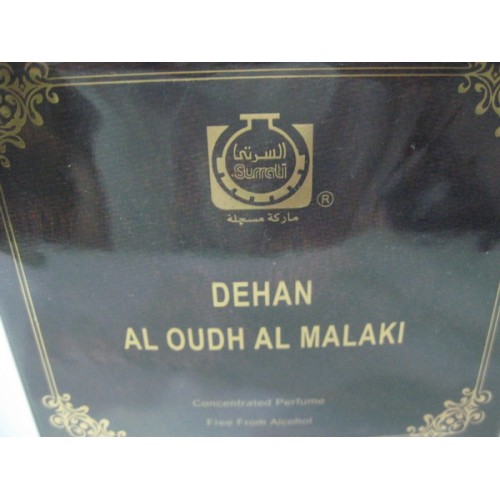 السرتي
Surrati
®
ماركة مسجلة
DEHAN
AL OUDH AL MALAKI
Concentrated Perfume
Free From Alcohol